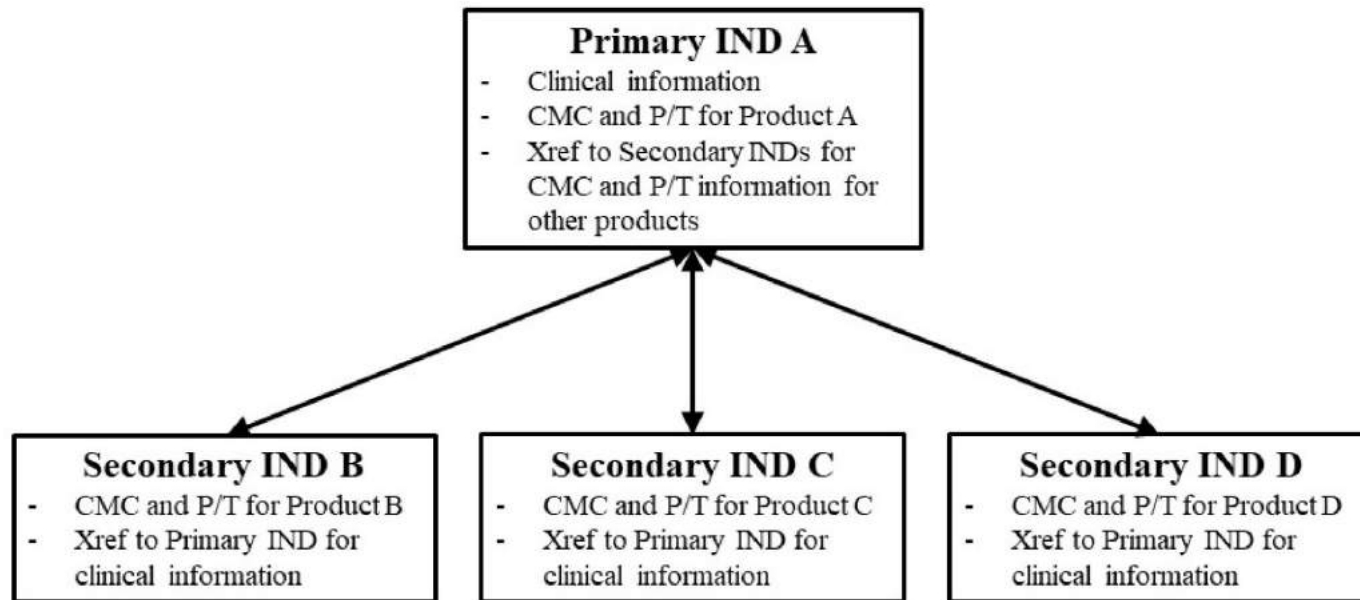 Primary IND A
- Clinical information
- CMC and P/T for Product A
- Xref to Secondary INDs for
CMC and P/T information for
other products
Secondary IND B
- CMC and P/T for Product B
- Xref to Primary IND for
clinical information
Secondary IND C
- CMC and P/T for Product C
- Xref to Primary IND for
clinical information
Secondary IND D
- CMC and P/T for Product D
- Xref to Primary IND for
clinical information